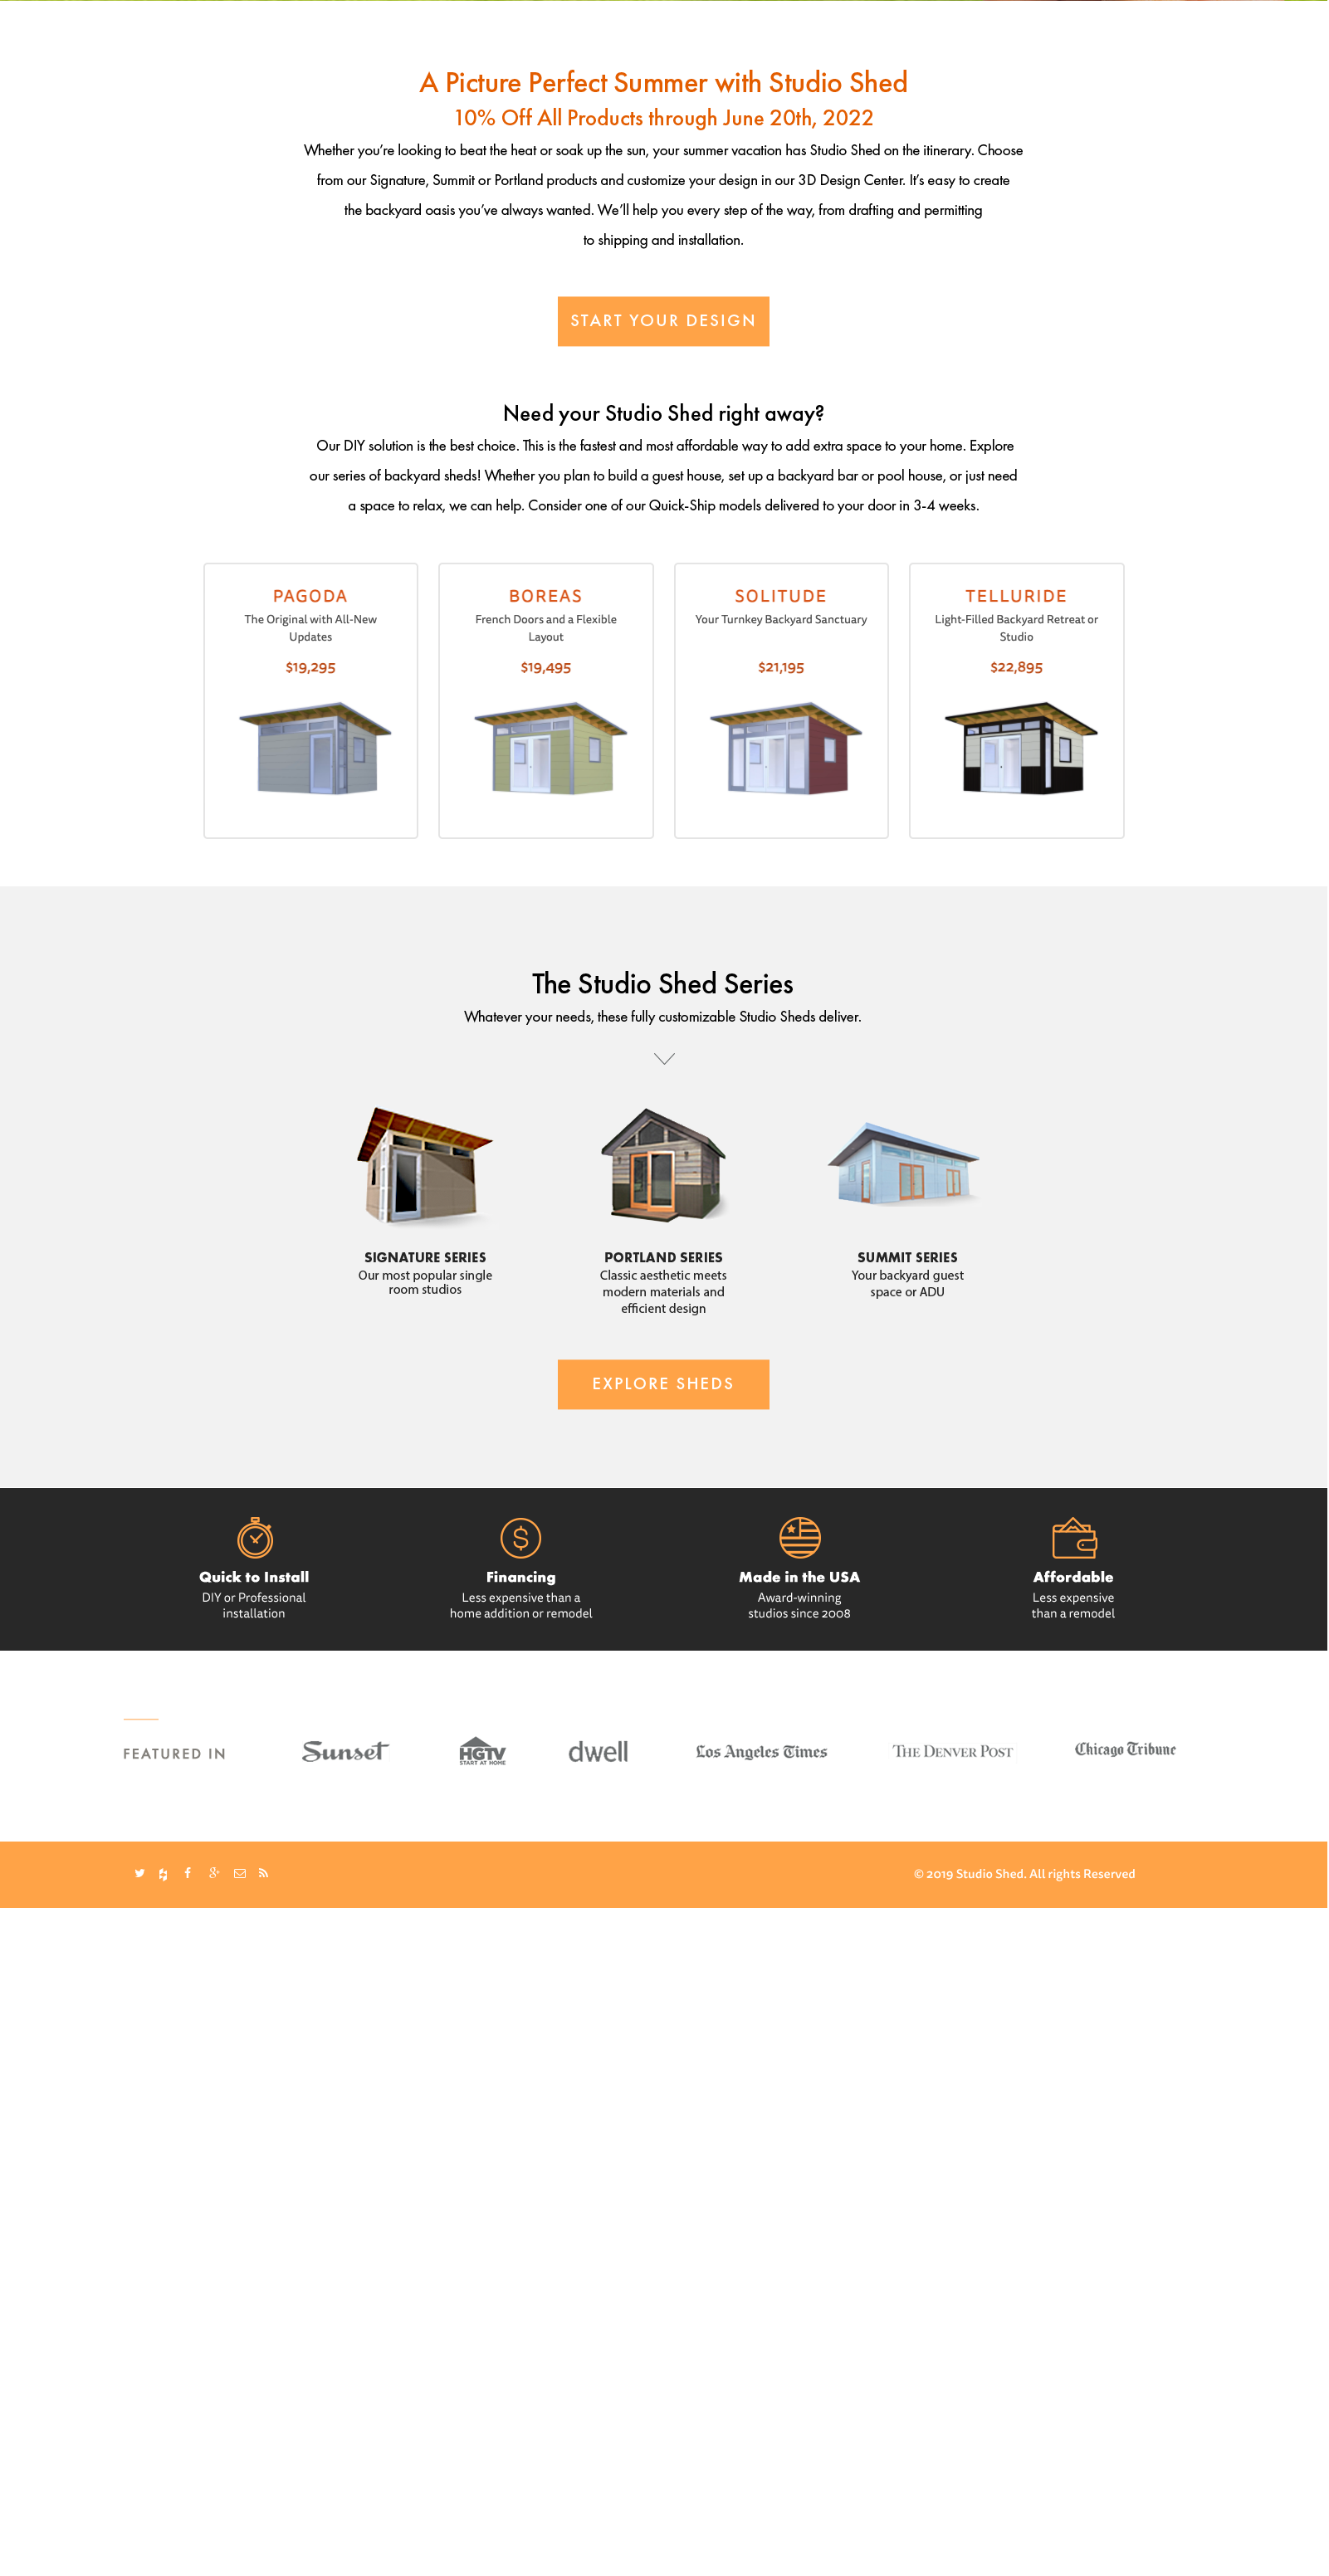 A Picture Perfect Summer with Studio Shed
10% Off All Products through June 20th, 2022
Whether you're looking to beat the heat or soak up the sun, your summer vacation has Studio Shed on the itinerary. Choose
from our Signature, Summit or Portland products and customize your design in our 3D Design Center. It's easy to create
the backyard oasis you've always wanted. We'll help you every step of the way, from drafting and permitting
to shipping and installation.
START YOUR DESIGN
Need your Studio Shed right away?
Our DIY solution is the best choice. This is the fastest and most affordable way to add extra space to your home. Explore
our series of backyard sheds! Whether you plan to build a guest house, set up a backyard bar or pool house, or just need
a space to relax, we can help. Consider one of our Quick-Ship models delivered to your door in 3-4 weeks.
PAGODA
The Original with All-New
Updates
$19,295
BOREAS
French Doors and a Flexible
Layout
$19,495
SOLITUDE
Your Turnkey Backyard Sanctuary
$21,195
TELLURIDE
Light-Filled Backyard Retreat or
Studio
$22,895
The Studio Shed Series
Whatever your needs, these fully customizable Studio Sheds deliver.
SIGNATURE SERIES
Our most popular single
room studios
PORTLAND SERIES
Classic aesthetic meets
modern materials and
efficient design
SUMMIT SERIES
Your backyard guest
space or ADU
EXPLORE SHEDS
Quick to Install
DIY or Professional
installation
Financing
Less expensive than a
home addition or remodel
Made in the USA
Award-winning
studios since 2008
Affordable
Less expensive
than a remodel
FEATURED IN
Sunset
HGTV
START AT HOME
dwell
Los Angeles Times
THE DENVER POST
Chicago Tribune
© 2019 Studio Shed. All rights Reserved